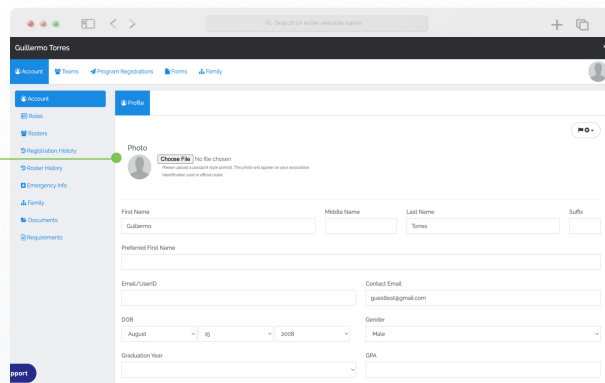 Search or enter website name
Guillermo Torres
Account Teams Program Registrations Forms Family
Account
Profile
Roles
Rosters
Registration History
Roster History
Emergency Info
Family
Documents
Requirements
Photo
Choose File No file chosen
Please upload a passport style portrait. This photo will appear on your association
identification card or official roster.
First Name Middle Name Last Name Suffix
Guillermo Torres
Preferred First Name
Email/UserID Contact Email
guesttest@gmail.com
DOB Gender
August 15 2008 Male
Graduation Year GPA
pport